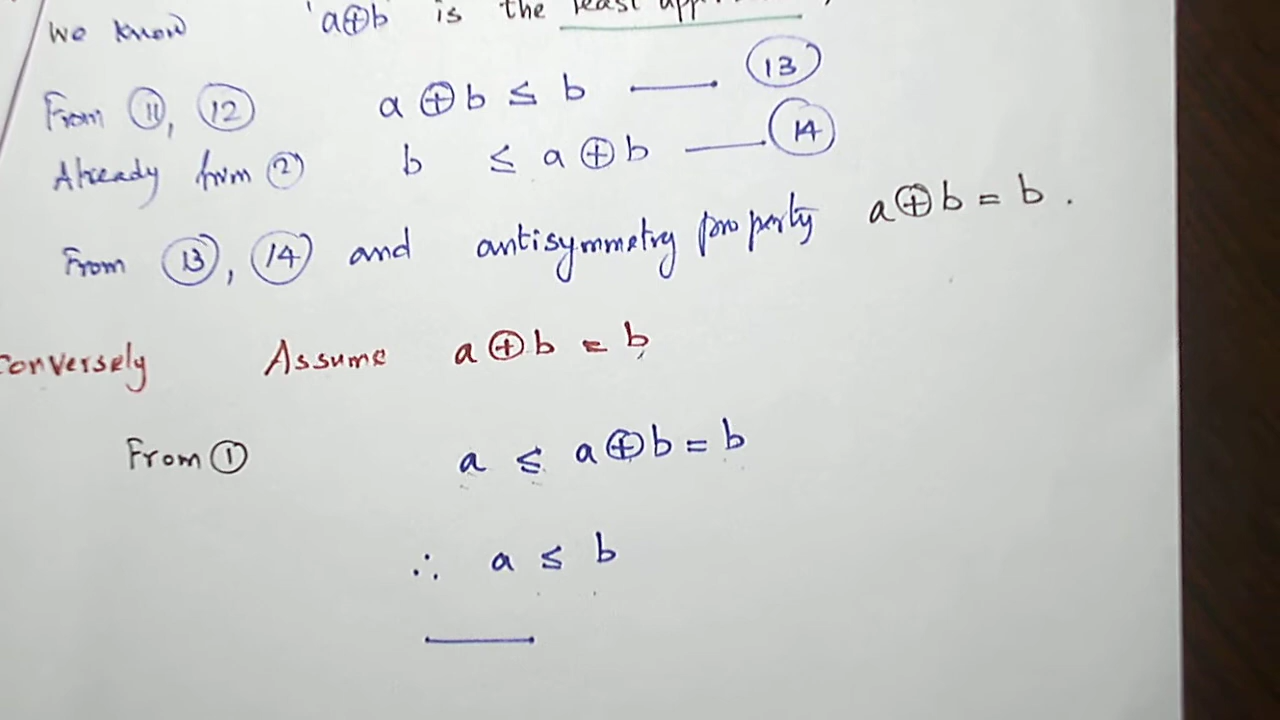 We know 'a⊕b' is the least
From ⑪, ⑫ a ⊕ b ≤ b —— ⑬
Already from ② b ≤ a ⊕ b —— ⑭
From ⑬, ⑭ and antisymmetry property a⊕b = b.
Conversely Assume a⊕b = b,
From ① a ≤ a⊕b = b
∴ a ≤ b